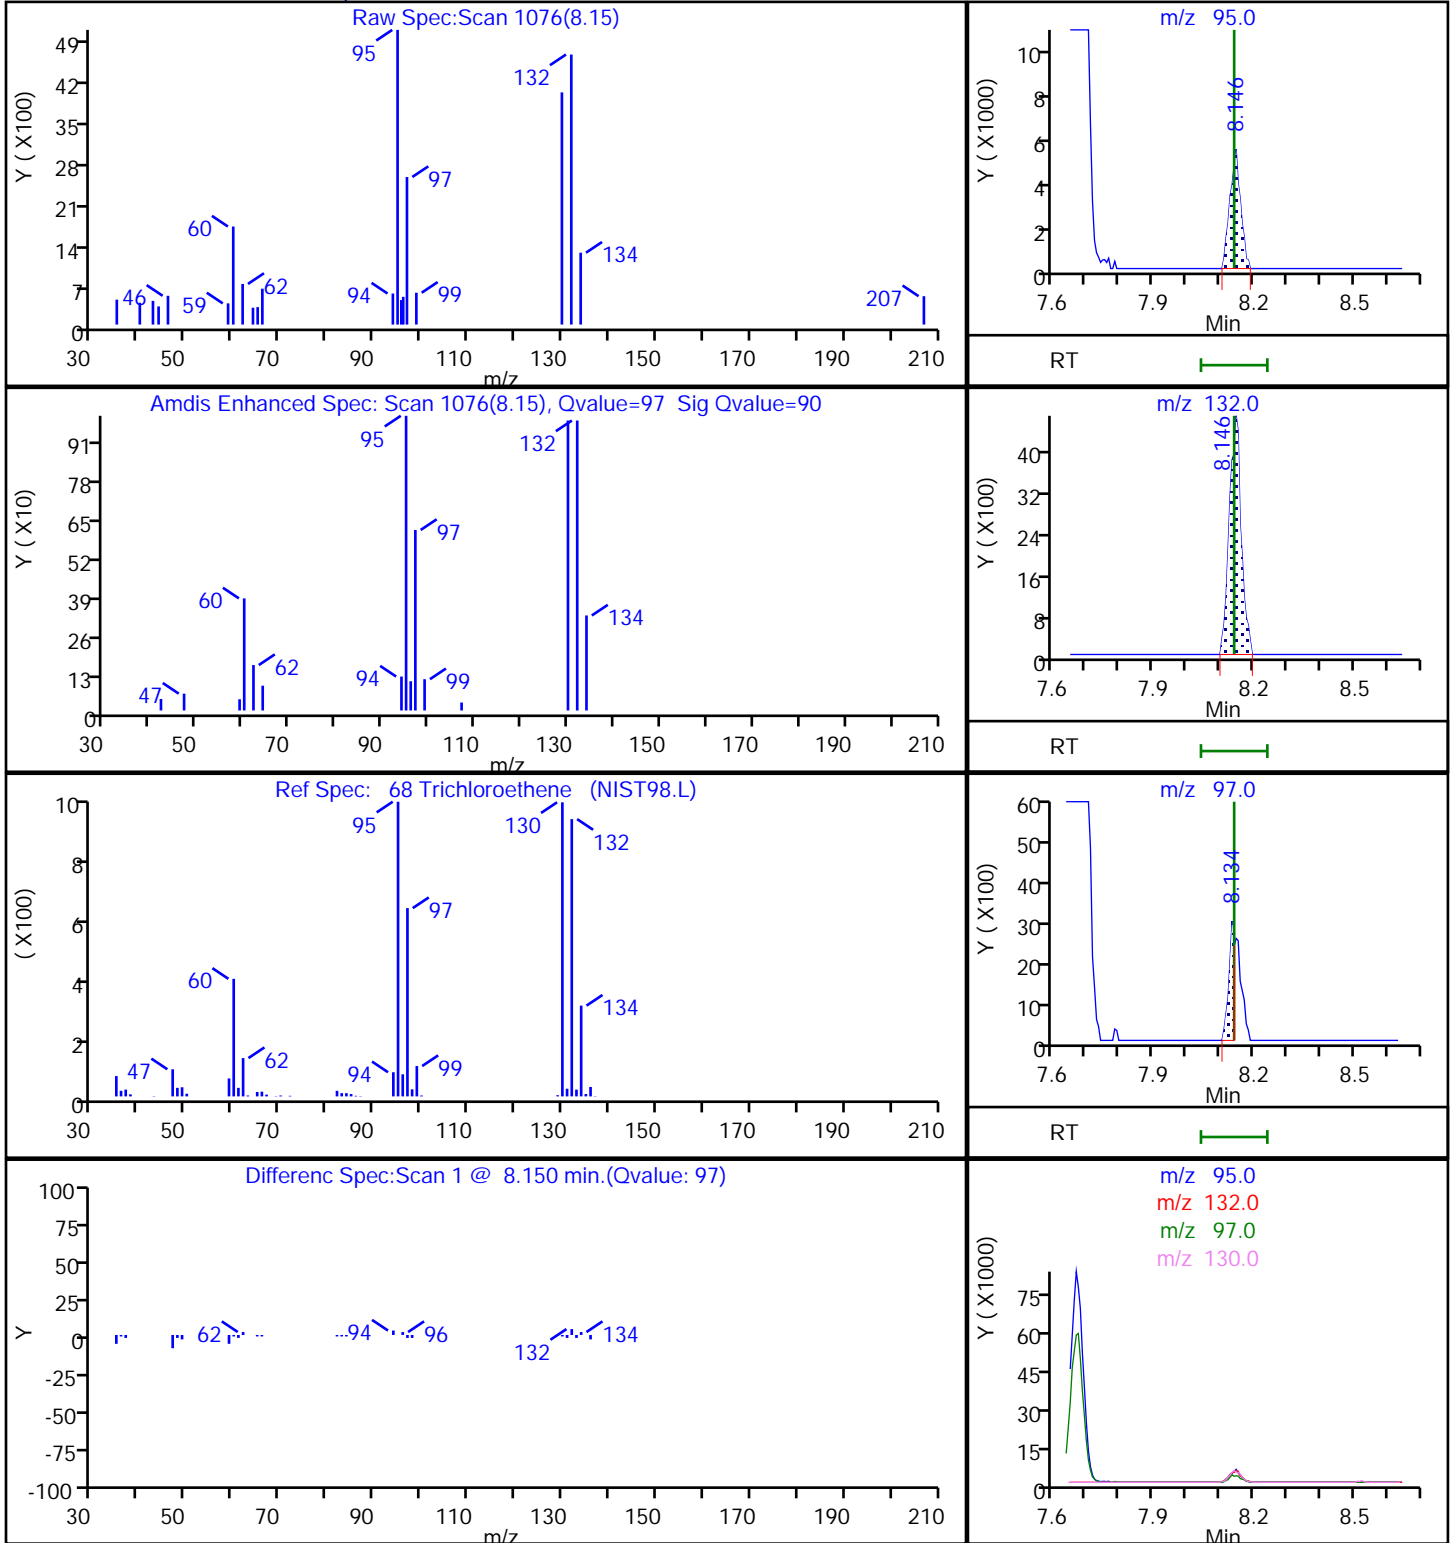 Raw Spec:Scan 1076(8.15)
Y ( X100)
49
42
35
28
21
14
7
0
95
132
97
60
134
46
59
62
94
99
207
30 50 70 90 110 130 150 170 190 210
m/z
m/z 95.0
Y ( X1000)
10
8
6
4
2
0
8.146
7.6 7.9 8.2 8.5
Min
RT
Amdis Enhanced Spec: Scan 1076(8.15), Qvalue=97 Sig Qvalue=90
Y ( X10)
91
78
65
52
39
26
13
0
95
132
97
60
134
62
47
94
99
30 50 70 90 110 130 150 170 190 210
m/z
m/z 132.0
Y ( X100)
40
32
24
16
8
0
8.146
7.6 7.9 8.2 8.5
Min
RT
Ref Spec: 68 Trichloroethene (NIST98.L)
( X100)
10
8
6
4
2
0
95
130
132
97
60
134
47
62
94
99
30 50 70 90 110 130 150 170 190 210
m/z 97.0
Y ( X100)
60
50
40
30
20
10
0
8.134
7.6 7.9 8.2 8.5
Min
RT
Differenc Spec:Scan 1 @ 8.150 min.(Qvalue: 97)
Y
100
75
50
25
0
-25
-50
-75
-100
62
94
96
132
134
30 50 70 90 110 130 150 170 190 210
m/z
m/z 95.0
m/z 132.0
m/z 97.0
m/z 130.0
Y ( X1000)
75
60
45
30
15
0
7.6 7.9 8.2 8.5
Min